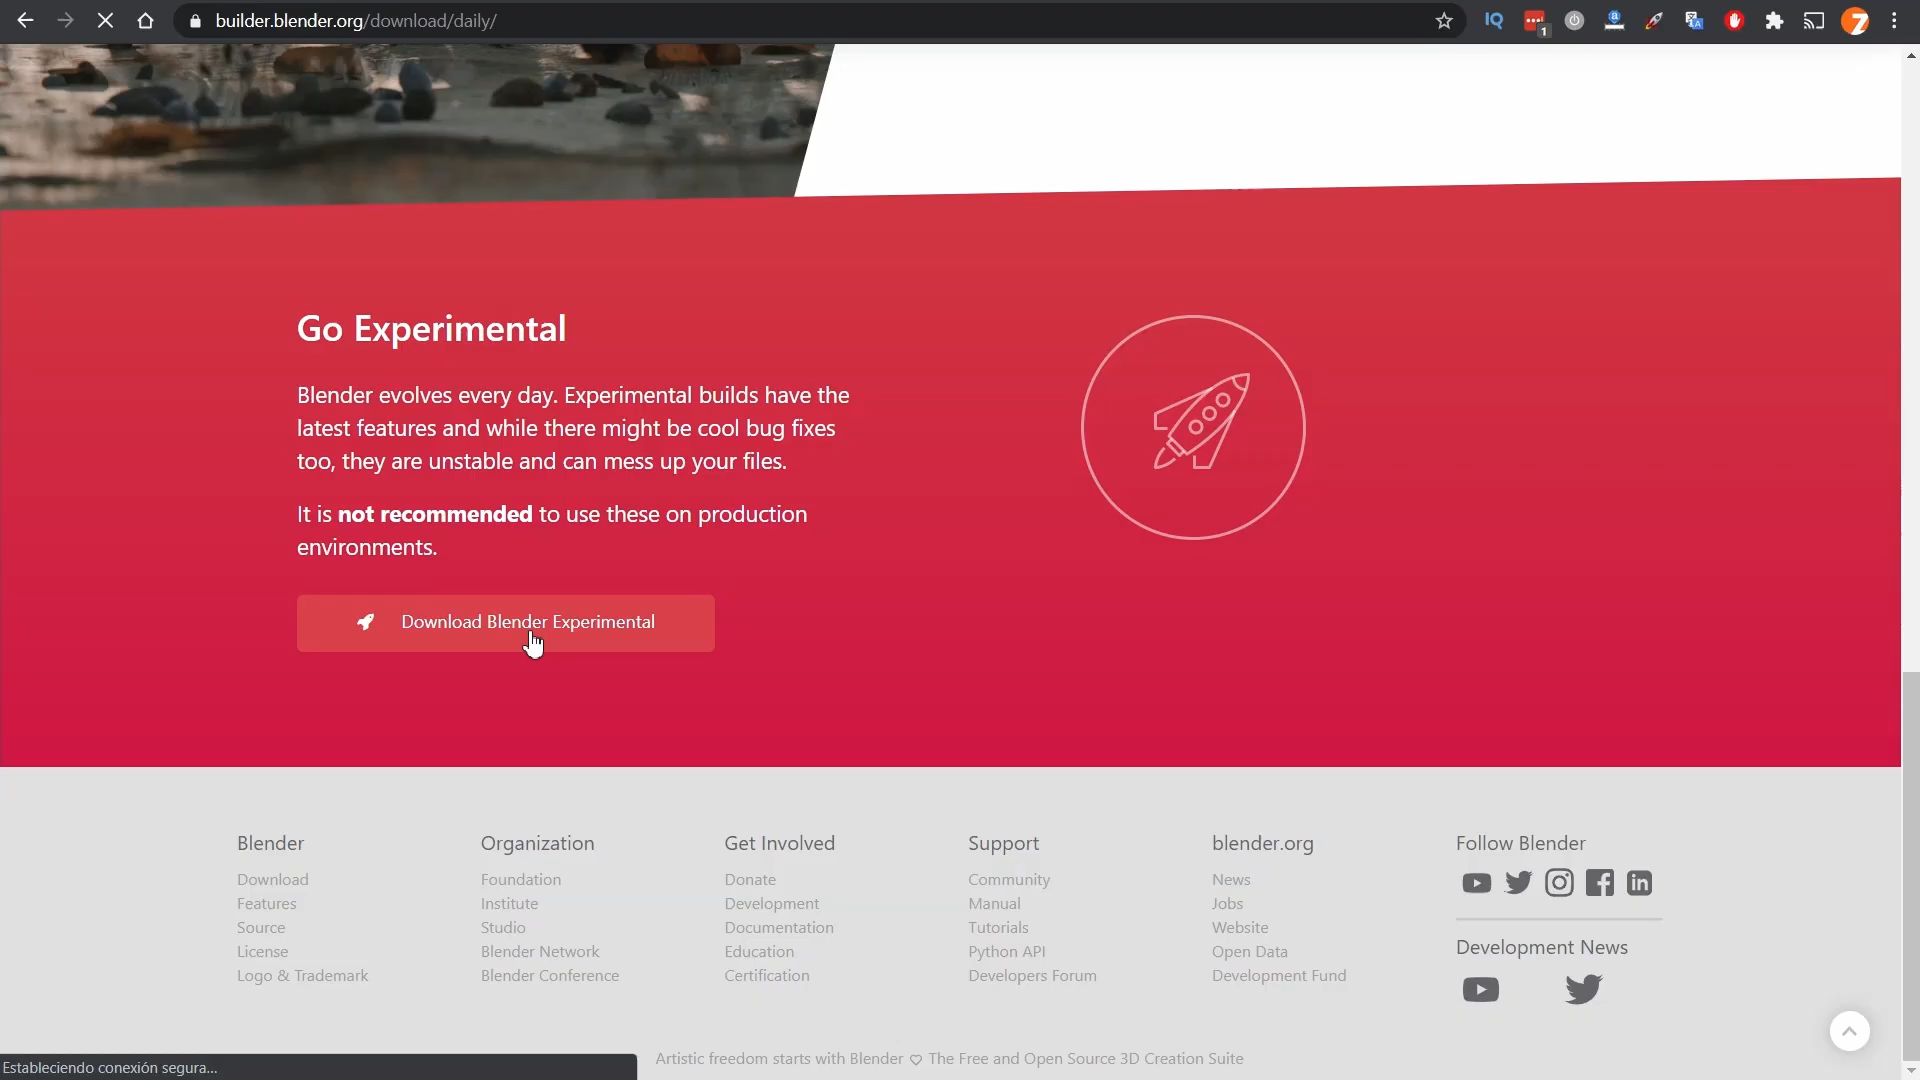 builder.blender.org/download/daily/
IQ
1
7
Go Experimental
Blender evolves every day. Experimental builds have the
latest features and while there might be cool bug fixes
too, they are unstable and can mess up your files.
It is not recommended to use these on production
environments.
Download Blender Experimental
Blender
Download
Features
Source
License
Logo & Trademark
Organization
Foundation
Institute
Studio
Blender Network
Blender Conference
Get Involved
Donate
Development
Documentation
Education
Certification
Support
Community
Manual
Tutorials
Python API
Developers Forum
blender.org
News
Jobs
Website
Open Data
Development Fund
Follow Blender
Development News
Artistic freedom starts with Blender ♡ The Free and Open Source 3D Creation Suite
Estableciendo conexión segura...